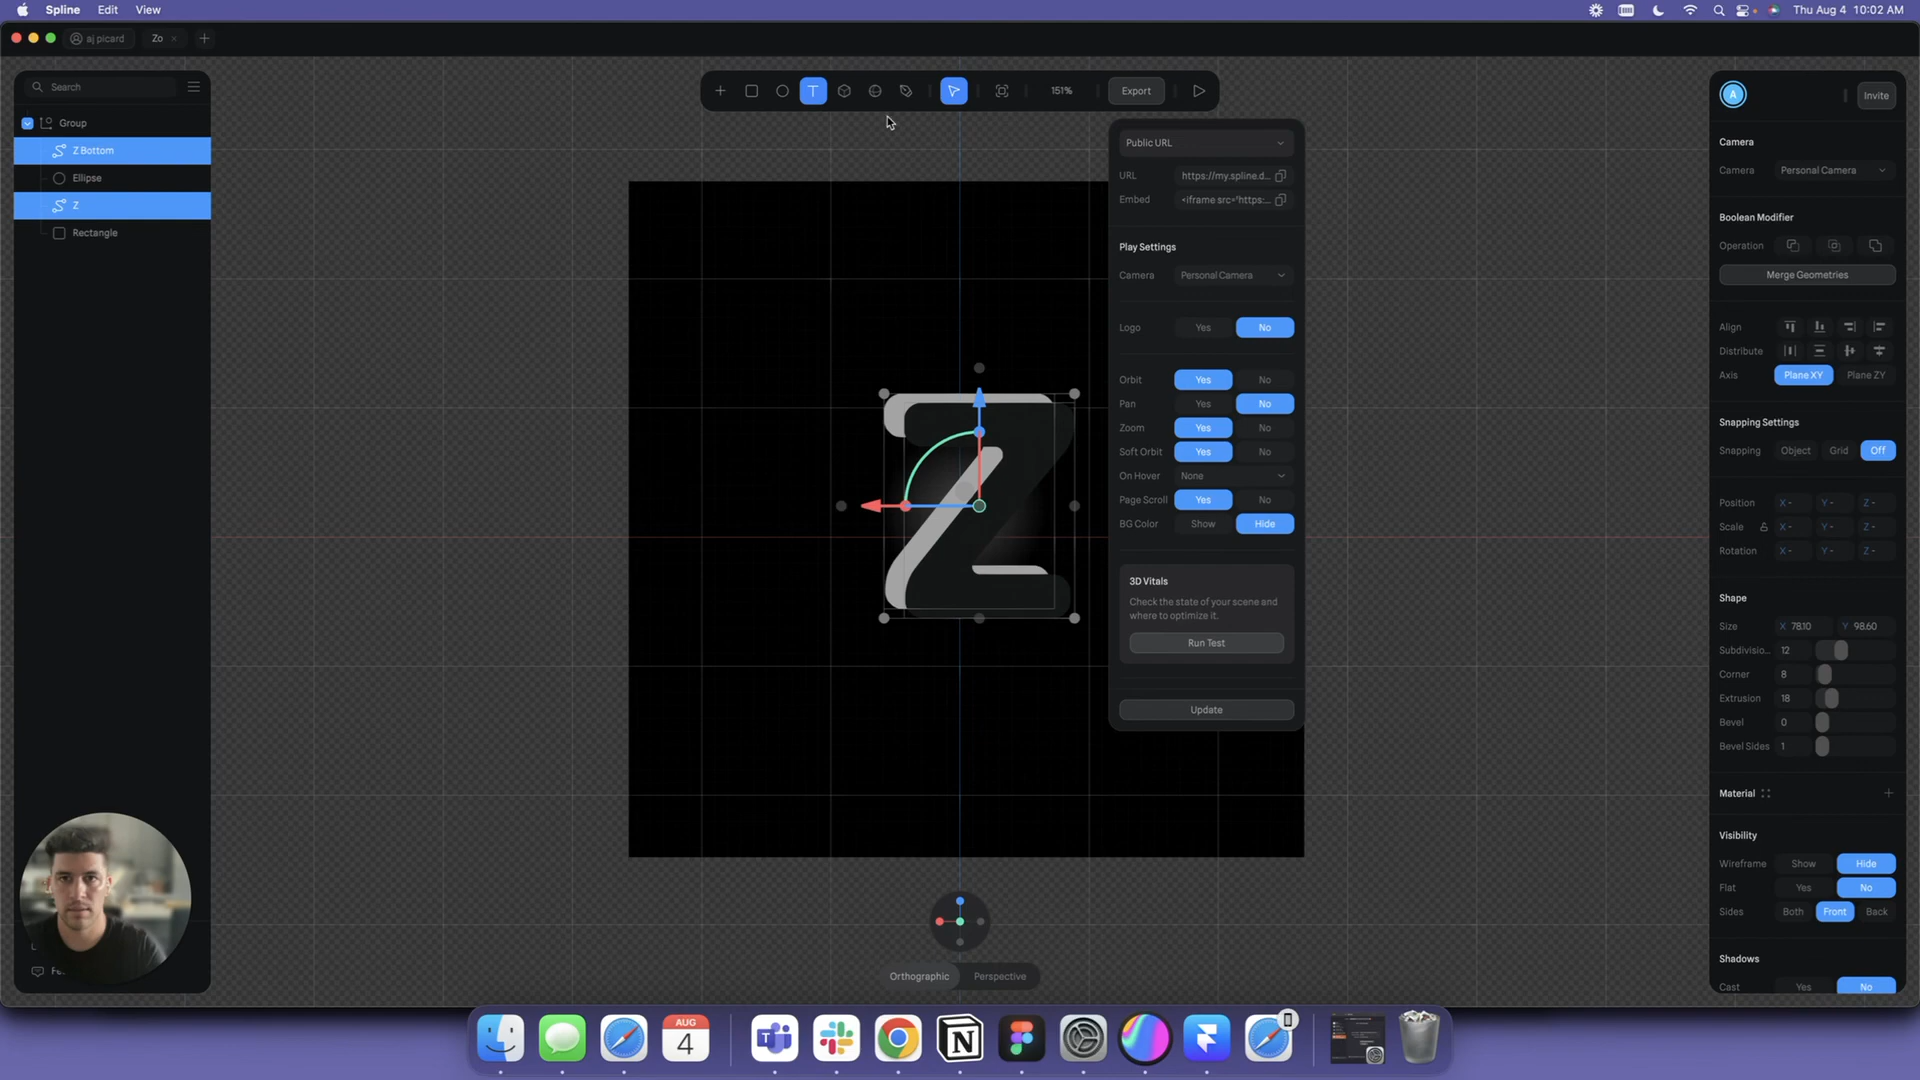 Spline Edit View Thu Aug 4 10:02 AM
aj picard Zo
Search
Group
Z Bottom
Ellipse
Z
Rectangle
T 151% Export
Public URL
URL https://my.spline.d...
Embed <iframe src="https:...
Play Settings
Camera Personal Camera
Logo Yes No
Orbit Yes No
Pan Yes No
Zoom Yes No
Soft Orbit Yes No
On Hover None
Page Scroll Yes No
BG Color Show Hide
3D Vitals
Check the state of your scene and
where to optimize it.
Run Test
Update
Z
Orthographic Perspective
A Invite
Camera
Camera Personal Camera
Boolean Modifier
Operation
Merge Geometries
Align
Distribute
Axis Plane XY Plane ZY
Snapping Settings
Snapping Object Grid Off
Position X - Y - Z -
Scale X - Y - Z -
Rotation X - Y - Z -
Shape
Size X 78.10 Y 98.60
Subdivisio... 12
Corner 8
Extrusion 18
Bevel 0
Bevel Sides 1
Material
Visibility
Wireframe Show Hide
Flat Yes No
Sides Both Front Back
Shadows
Cast Yes No
AUG
4